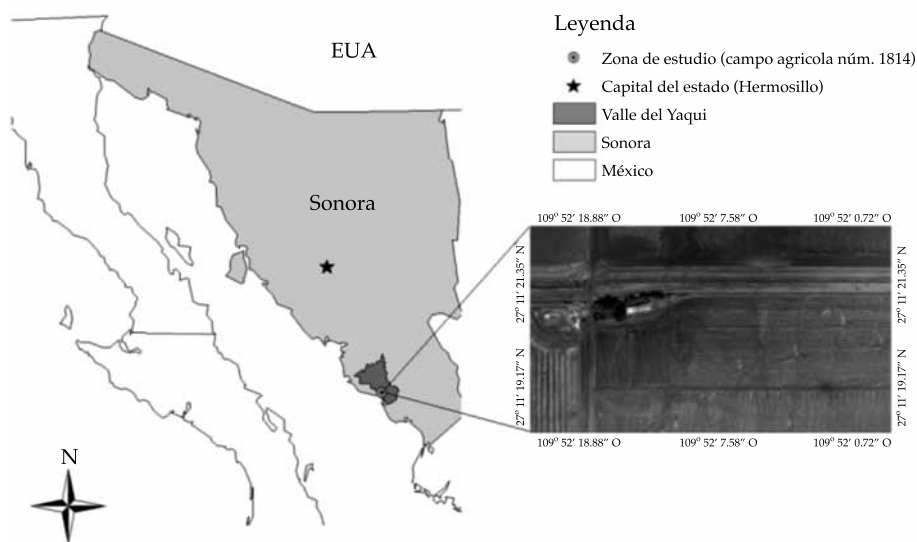 EUA
Sonora
N
Leyenda
Zona de estudio (campo agricola núm. 1814)
Capital del estado (Hermosillo)
Valle del Yaqui
Sonora
México
109° 52’ 18.88” O 109° 52’ 7.58” O 109° 52’ 0.72” O
27° 11’ 21.35” N
27° 11’ 19.17” N
27° 11’ 21.35” N
27° 11’ 19.17” N
109° 52’ 18.88” O 109° 52’ 7.58” O 109° 52’ 0.72” O